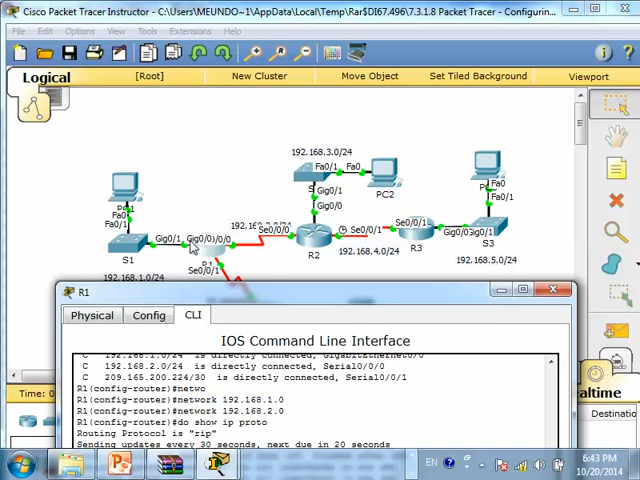 Cisco Packet Tracer Instructor - C:\Users\MEUNDO~1\AppData\Local\Temp\Rar$DI67.496\7.3.1.8 Packet Tracer - Configurin...
File Edit Options View Tools Extensions Help
Logical [Root] New Cluster Move Object Set Tiled Background Viewport
192.168.3.0/24
Fa0/1 Fa0
PC2
Fa0
Fa0/1
Gig0/1
Gig0/0
Fa0
Fa0/1
Gig0/1
Gig0/0
Se0/0/0
Se0/0/1
Se0/0/1
S1
R2
R3
S3
192.168.4.0/24
192.168.5.0/24
192.168.1.0/24
Se0/0/1
R1
Physical Config CLI
IOS Command Line Interface
C 192.168.1.0/24 is directly connected, GigabitEthernet0/0
C 192.168.2.0/24 is directly connected, Serial0/0/0
C 209.165.200.224/30 is directly connected, Serial0/0/1
R1(config-router)#netwo
R1(config-router)#network 192.168.1.0
R1(config-router)#network 192.168.2.0
R1(config-router)#do show ip proto
Routing Protocol is "rip"
Sending updates every 30 seconds, next due in 20 seconds
Time: 0
ealtime
Destinatio
EN
6:43 PM
10/20/2014